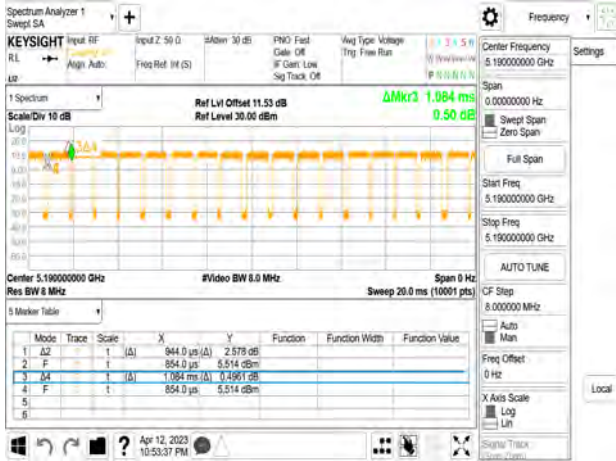 Spectrum Analyzer 1
Swept SA
+
Frequency
KEYSIGHT
Input: RF
Input Z: 50 Ω
#Atten: 30 dB
PNO: Fast
Avg Type: Voltage
RL
Align: Auto
Freq Ref: Int (S)
Gate: Off
Trig: Free Run
IF Gain: Low
Sig Track: Off
P N N N N N
1 Spectrum
Ref Lvl Offset 11.53 dB
ΔMkr3 1.084 ms
Scale/Div 10 dB
Ref Level 30.00 dBm
0.50 dB
Log
3Δ4
Center 5.190000000 GHz
#Video BW 8.0 MHz
Span 0 Hz
Res BW 8 MHz
Sweep 20.0 ms (10001 pts)
5 Marker Table
Mode Trace Scale X Y Function Function Width Function Value
1 Δ2 t (Δ) 944.0 µs (Δ) 2.578 dB
2 F t 854.0 µs 5.514 dBm
3 Δ4 t (Δ) 1.084 ms (Δ) 0.4961 dB
4 F t 854.0 µs 5.514 dBm
5
6
?
Apr 12, 2023
10:53:37 PM
Center Frequency
5.190000000 GHz
Settings
Span
0.00000000 Hz
Swept Span
Zero Span
Full Span
Start Freq
5.190000000 GHz
Stop Freq
5.190000000 GHz
AUTO TUNE
CF Step
8.000000 MHz
Auto
Man
Freq Offset
0 Hz
Local
X Axis Scale
Log
Lin
Signal Track
(Span Zoom)